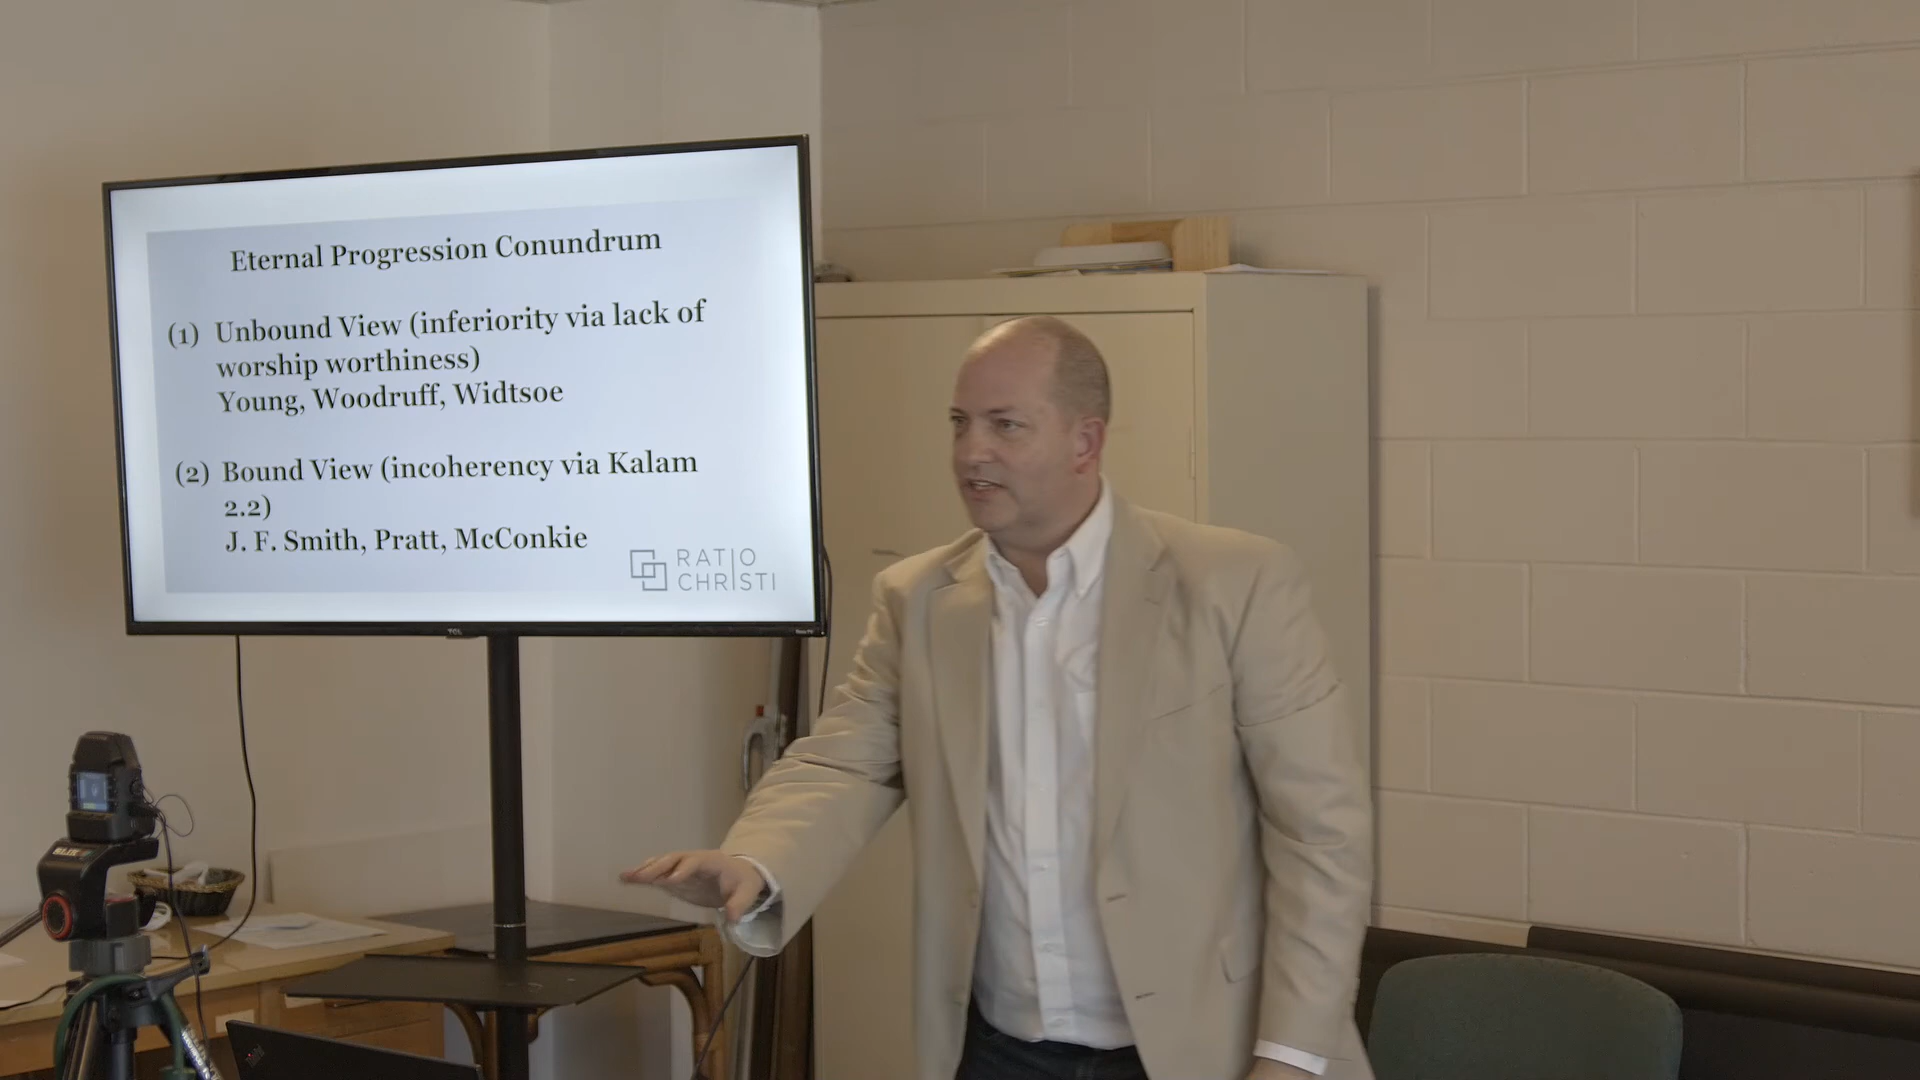 Eternal Progression Conundrum
(1) Unbound View (inferiority via lack of
worship worthiness)
Young, Woodruff, Widtsoe
(2) Bound View (incoherency via Kalam
2.2)
J. F. Smith, Pratt, McConkie
RATIO
CHRISTI
TCL